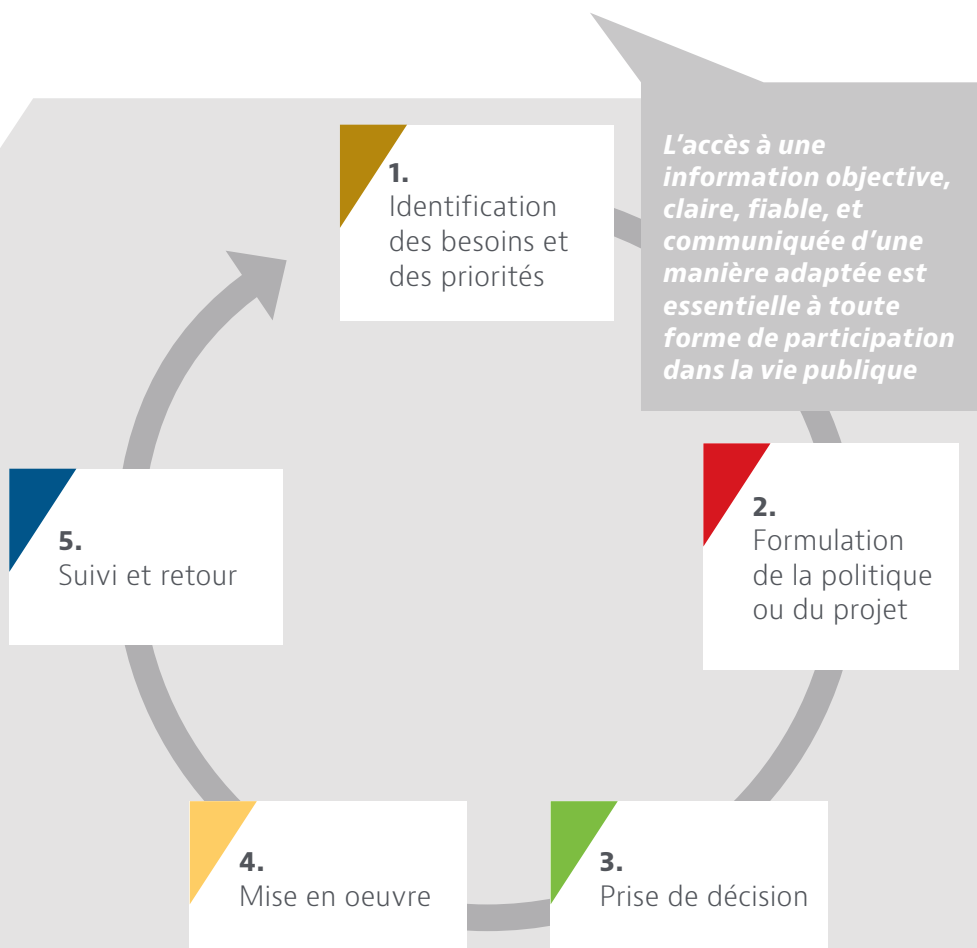 1.
Identification
des besoins et
des priorités
L'accès à une
information objective,
claire, fiable, et
communiquée d'une
manière adaptée est
essentielle à toute
forme de participation
dans la vie publique
2.
Formulation
de la politique
ou du projet
3.
Prise de décision
4.
Mise en oeuvre
5.
Suivi et retour